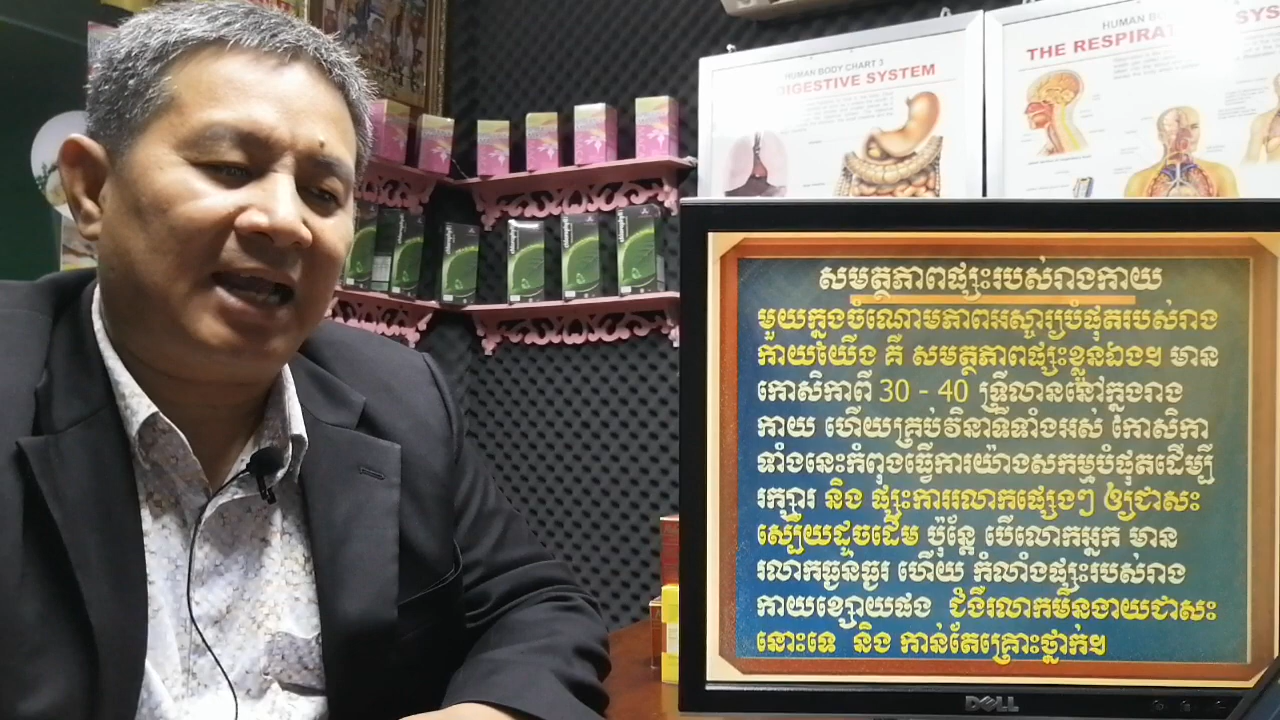 HUMAN BODY CHART 3
DIGESTIVE SYSTEM
HUMAN
THE RESPIRAT
SYS
សមត្ថភាពផ្សះរបស់រាងកាយ
មួយក្នុងចំណោមភាពអស្ចារ្យបំផុតរបស់រាង
កាយយើង គឺ សមត្ថភាពផ្សះខ្លួនឯង។ មាន
កោសិកាពី 30 - 40 ទ្រីលាននៅក្នុងរាង
កាយ ហើយគ្រប់វិនាទីទាំងអស់ កោសិកា
ទាំងនេះកំពុងធ្វើការយ៉ាងសកម្មបំផុតដើម្បី
រក្សារ និង ផ្សះការរលាកផ្សេងៗ ឲ្យជាសះ
ស្បើយដូចដើម ប៉ុន្តែ បើលោកអ្នក មាន
រលាកធ្ងន់ធ្ងរ ហើយ កំលាំងផ្សះរបស់រាង
កាយខ្សោយផង ជំងឺរលាកមិនងាយជាសះ
នោះទេ និង កាន់តែគ្រោះថ្នាក់។
DELL